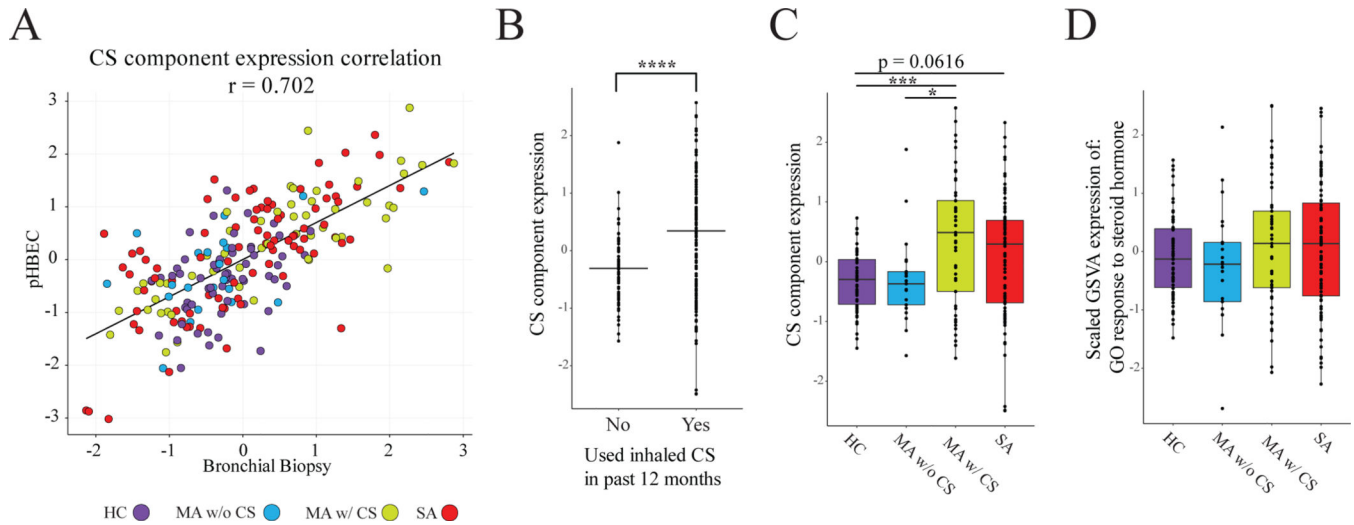 A
CS component expression correlation
r = 0.702
pHBEC
3
2
1
0
-1
-2
-3
-2
-1
0
1
2
3
Bronchial Biopsy
HC
MA w/o CS
MA w/ CS
SA
B
****
CS component expression
2
1
0
-1
-2
No
Yes
Used inhaled CS
in past 12 months
C
p = 0.0616
***
*
CS component expression
2
1
0
-1
-2
HC
MA w/o CS
MA w/ CS
SA
D
Scaled GSVA expression of:
GO response to steroid hormone
2
1
0
-1
-2
HC
MA w/o CS
MA w/ CS
SA